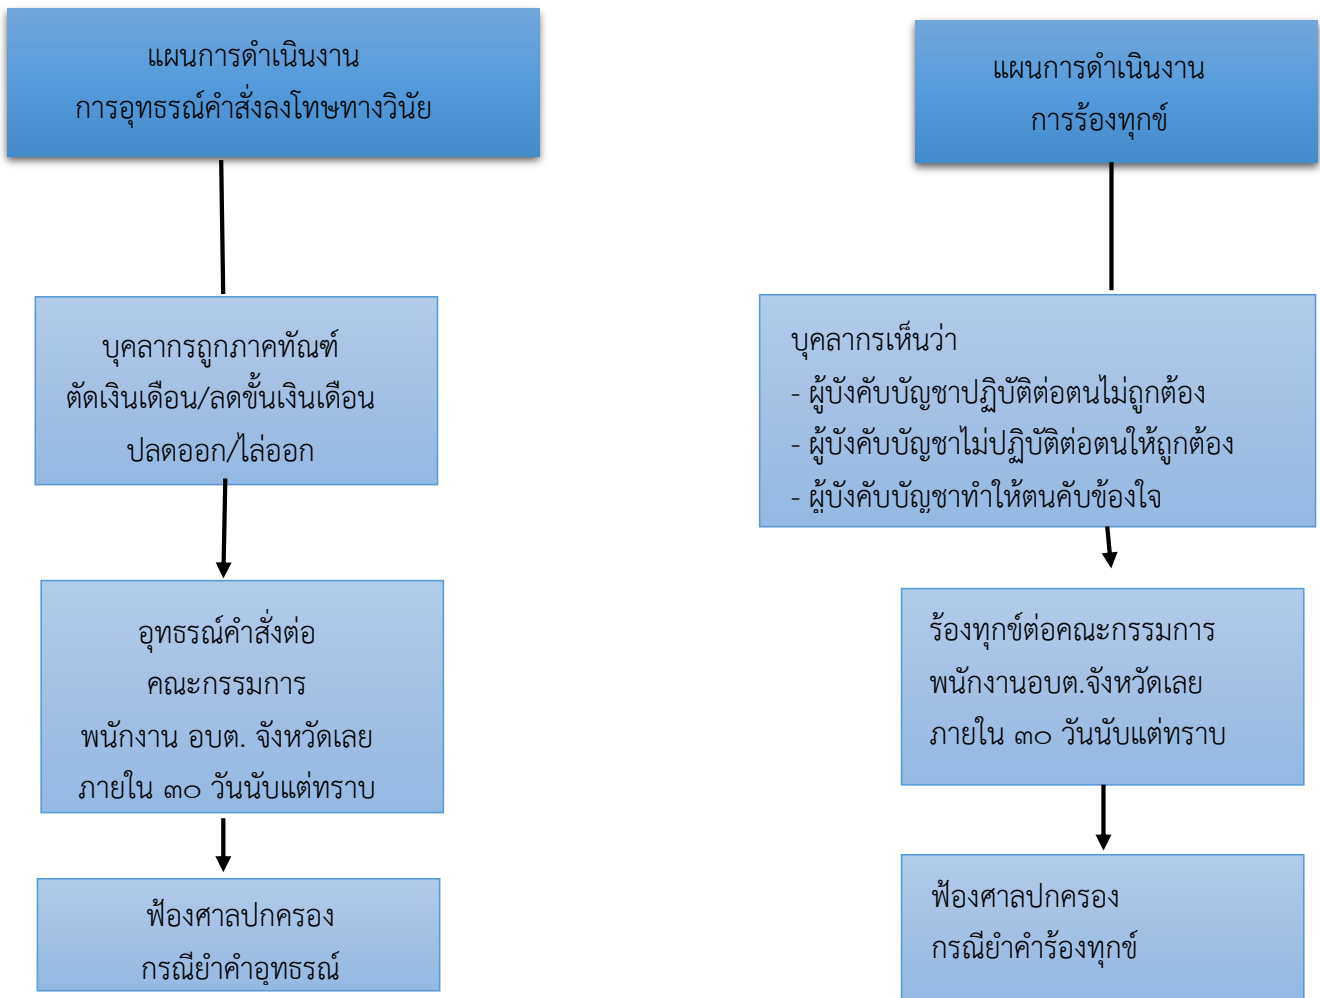 แผนการดำเนินงาน
การอุทธรณ์คำสั่งลงโทษทางวินัย
บุคลากรถูกภาคทัณฑ์
ตัดเงินเดือน/ลดขั้นเงินเดือน
ปลดออก/ไล่ออก
อุทธรณ์คำสั่งต่อ
คณะกรรมการ
พนักงาน อบต. จังหวัดเลย
ภายใน ๓๐ วันนับแต่ทราบ
ฟ้องศาลปกครอง
กรณียำคำอุทธรณ์
แผนการดำเนินงาน
การร้องทุกข์
บุคลากรเห็นว่า
- ผู้บังคับบัญชาปฏิบัติต่อตนไม่ถูกต้อง
- ผู้บังคับบัญชาไม่ปฏิบัติต่อตนให้ถูกต้อง
- ผู้บังคับบัญชาทำให้ตนคับข้องใจ
ร้องทุกข์ต่อคณะกรรมการ
พนักงานอบต.จังหวัดเลย
ภายใน ๓๐ วันนับแต่ทราบ
ฟ้องศาลปกครอง
กรณียำคำร้องทุกข์